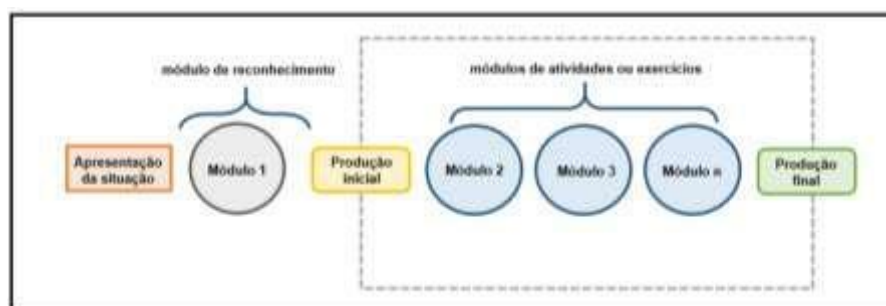 módulo de reconhecimento
módulos de atividades ou exercícios
Apresentação
da situação
Módulo 1
Produção
inicial
Módulo 2
Módulo 3
Módulo n
Produção
final